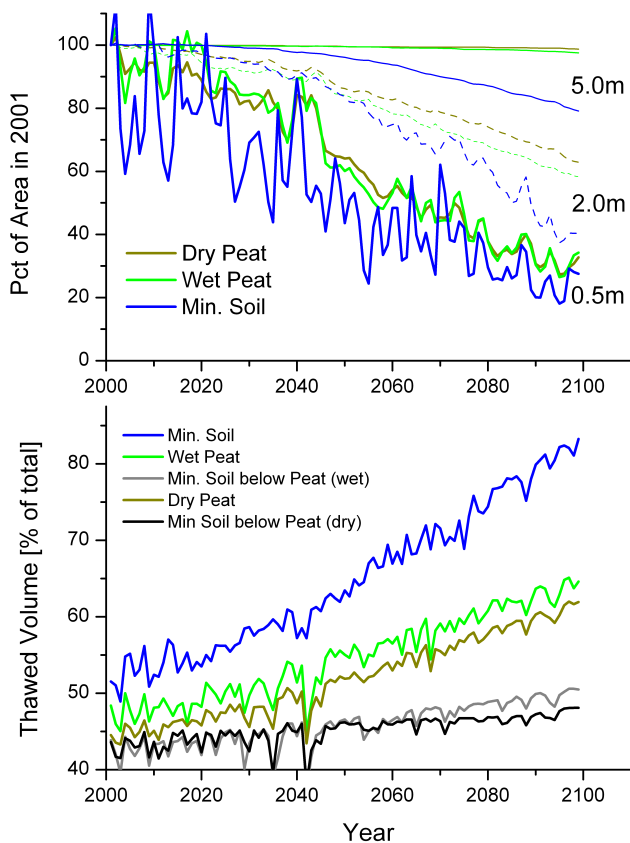 Pct of Area in 2001
100
80
60
40
20
0
5.0m
2.0m
0.5m
Dry Peat
Wet Peat
Min. Soil
2000 2020 2040 2060 2080 2100
Thawed Volume [% of total]
80
70
60
50
40
Min. Soil
Wet Peat
Min. Soil below Peat (wet)
Dry Peat
Min Soil below Peat (dry)
2000 2020 2040 2060 2080 2100
Year